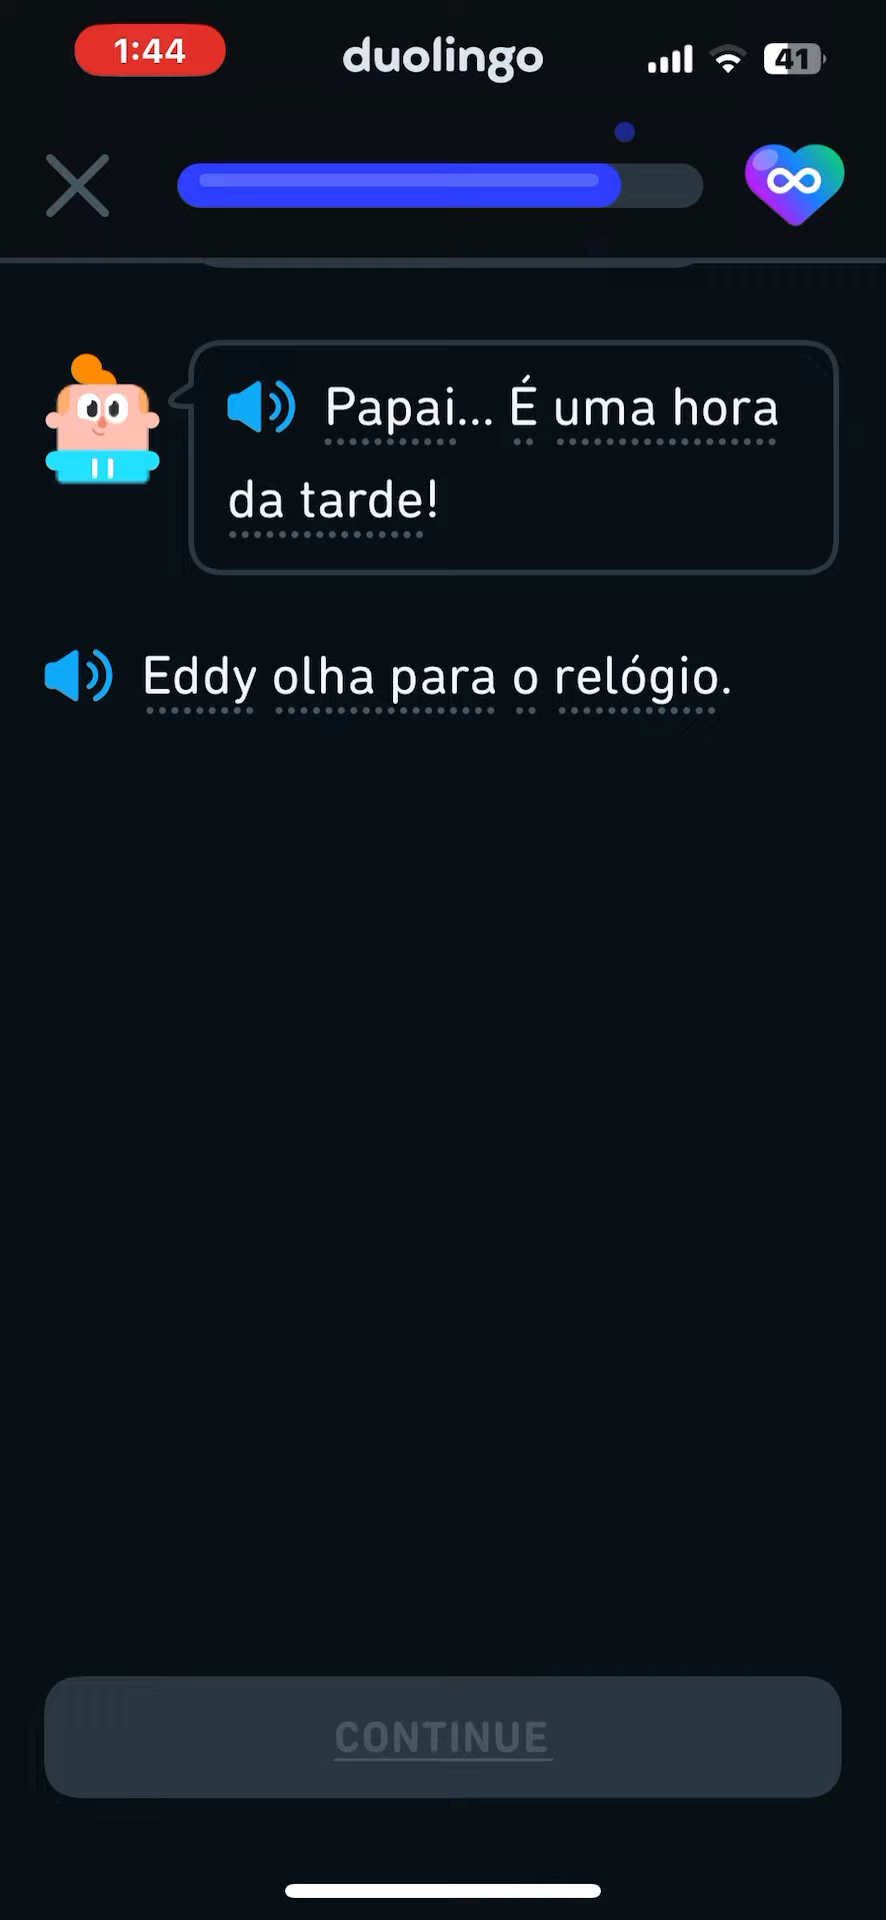 1:44
duolingo
41
Papai... É uma hora
da tarde!
Eddy olha para o relógio.
CONTINUE